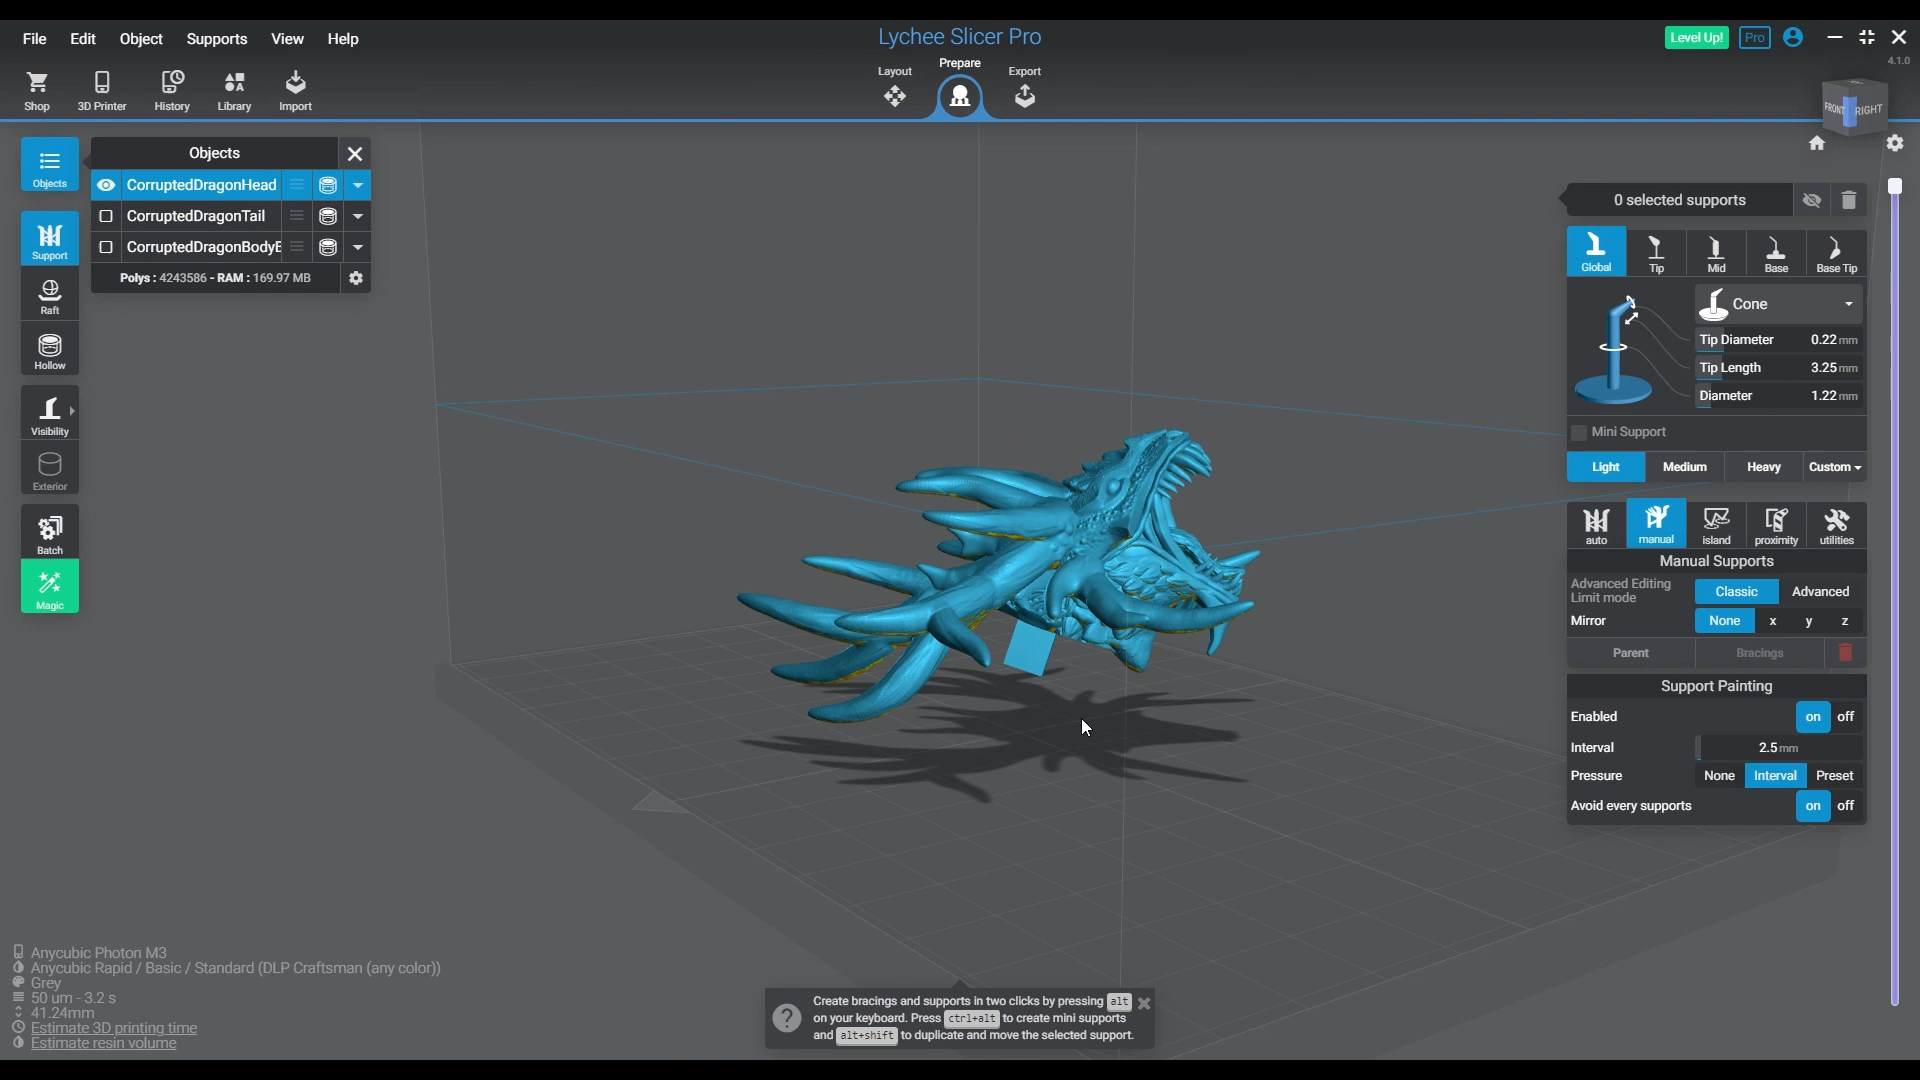 File Edit Object Supports View Help
Lychee Slicer Pro
Level Up! Pro
4.1.0
Shop 3D Printer History Library Import
Layout Prepare Export
FRONT RIGHT
Objects
Objects
CorruptedDragonHead
CorruptedDragonTail
CorruptedDragonBodyE
Polys : 4243586 - RAM : 169.97 MB
Support
Raft
Hollow
Visibility
Exterior
Batch
Magic
0 selected supports
Global Tip Mid Base Base Tip
Cone
Tip Diameter 0.22 mm
Tip Length 3.25 mm
Diameter 1.22 mm
Mini Support
Light Medium Heavy Custom
auto manual island proximity utilities
Manual Supports
Advanced Editing
Limit mode Classic Advanced
Mirror None x y z
Parent Bracings
Support Painting
Enabled on off
Interval 2.5 mm
Pressure None Interval Preset
Avoid every supports on off
Anycubic Photon M3
Anycubic Rapid / Basic / Standard (DLP Craftsman (any color))
Grey
50 um - 3.2 s
41.24mm
Estimate 3D printing time
Estimate resin volume
? Create bracings and supports in two clicks by pressing alt
on your keyboard. Press ctrl+alt to create mini supports
and alt+shift to duplicate and move the selected support.